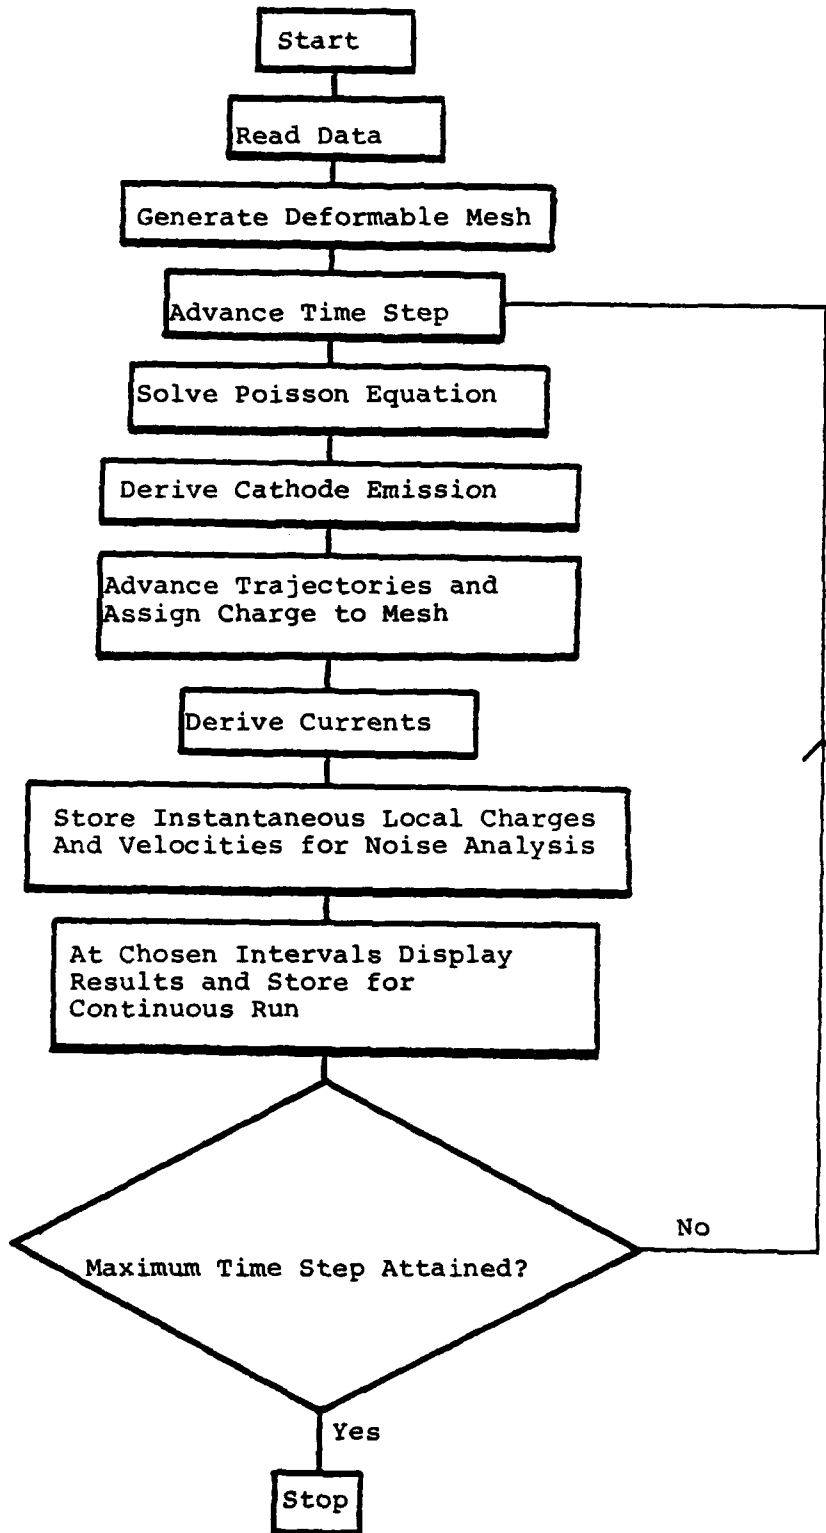 Start
Read Data
Generate Deformable Mesh
Advance Time Step
Solve Poisson Equation
Derive Cathode Emission
Advance Trajectories and
Assign Charge to Mesh
Derive Currents
Store Instantaneous Local Charges
And Velocities for Noise Analysis
At Chosen Intervals Display
Results and Store for
Continuous Run
No
Maximum Time Step Attained?
Yes
Stop